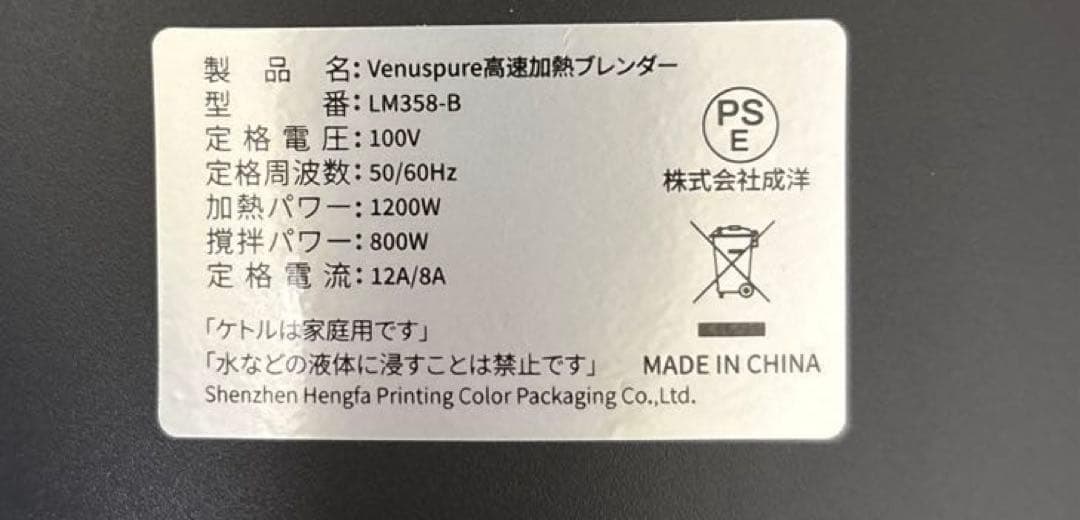 製品名：Venuspure高速加熱ブレンダー
型番：LM358-B
定格電圧：100V
定格周波数：50/60Hz
加熱パワー：1200W
撹拌パワー：800W
定格電流：12A/8A
「ケトルは家庭用です」
「水などの液体に浸すことは禁止です」
Shenzhen Hengfa Printing Color Packaging Co.,Ltd.
PS
E
株式会社成洋
MADE IN CHINA